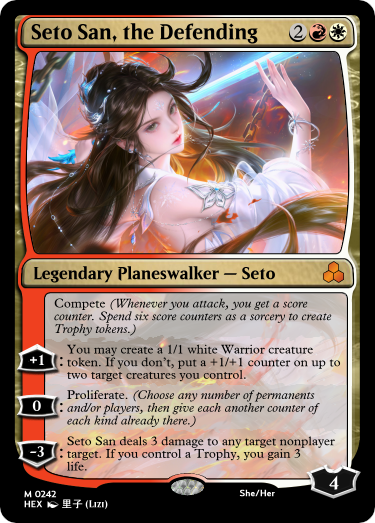 Seto San, the Defending 2
Legendary Planeswalker — Seto
Compete (Whenever you attack, you get a score
counter. Spend six score counters as a sorcery to create
Trophy tokens.)
+1: You may create a 1/1 white Warrior creature
token. If you don't, put a +1/+1 counter on up to
two target creatures you control.
0: Proliferate. (Choose any number of permanents
and/or players, then give each another counter of
each kind already there.)
-3: Seto San deals 3 damage to any target nonplayer
target. If you control a Trophy, you gain 3
life.
4
M 0242
She/Her
HEX 里子 (Lizi)